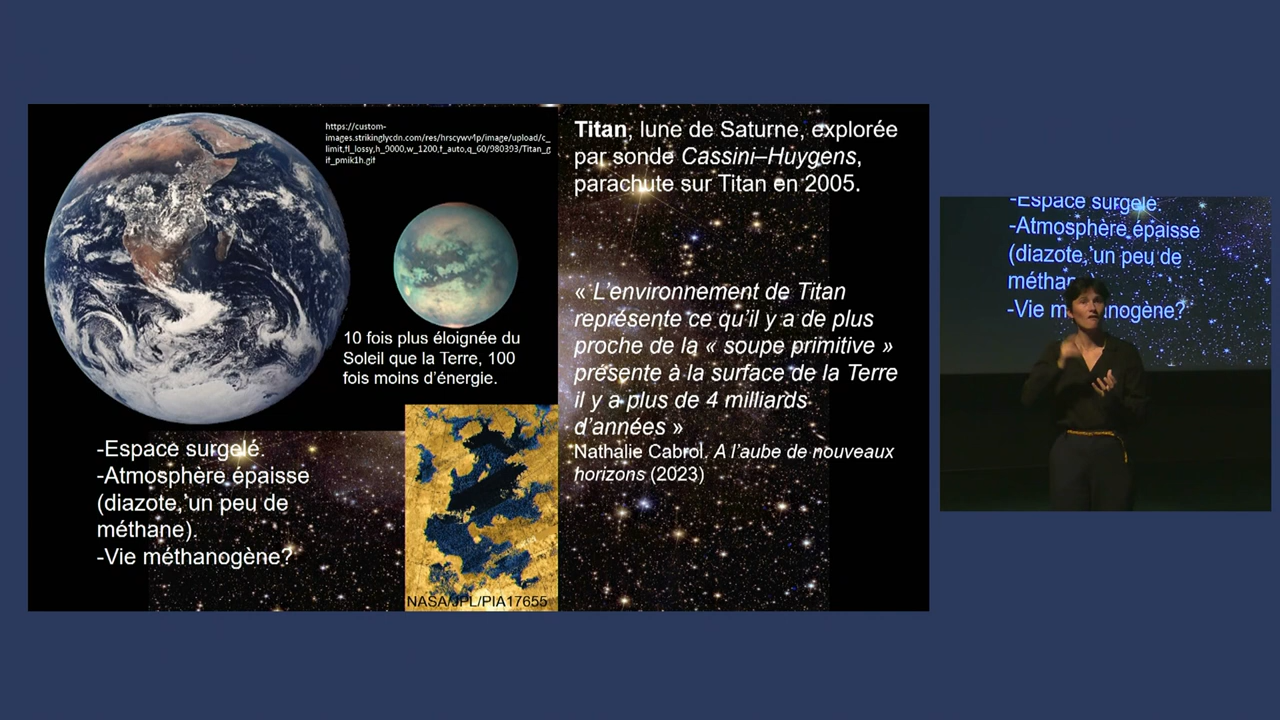 https://custom-
images.strikinglycdn.com/res/hrscywv4p/image/upload/c_
limit,fl_lossy,h_9000,w_1200,f_auto,q_60/980393/Titan_g
if_pmik1h.gif
10 fois plus éloignée du
Soleil que la Terre, 100
fois moins d'énergie.
-Espace surgelé.
-Atmosphère épaisse
(diazote, un peu de
méthane).
-Vie méthanogène?
NASA/JPL/PIA17655
Titan, lune de Saturne, explorée
par sonde Cassini–Huygens,
parachute sur Titan en 2005.
« L'environnement de Titan
représente ce qu'il y a de plus
proche de la « soupe primitive »
présente à la surface de la Terre
il y a plus de 4 milliards
d'années »
Nathalie Cabrol. A l'aube de nouveaux
horizons (2023)
-Espace surgelé.
-Atmosphère épaisse
(diazote, un peu de
-Vie